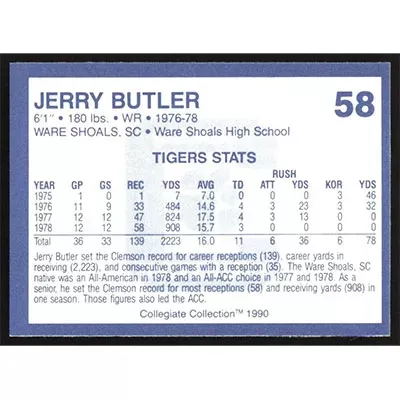 JERRY BUTLER 58
6'1" • 180 lbs. • WR • 1976-78
WARE SHOALS, SC • Ware Shoals High School
TIGERS STATS
RUSH
YEAR GP GS REC YDS AVG TD ATT YDS KOR YDS
1975 1 0 1 7 7.0 0 0 0 3 46
1976 11 9 33 484 14.6 4 3 23 3 32
1977 12 12 47 824 17.5 4 3 13 0 0
1978 12 12 58 908 15.7 3 0 0 0 0
Total 36 33 139 2223 16.0 11 6 36 6 78
Jerry Butler set the Clemson record for career receptions (139), career yards in
receiving (2,223), and consecutive games with a reception (35). The Ware Shoals, SC
native was an All-American in 1978 and an All-ACC choice in 1977 and 1978. As a
senior, he set the Clemson record for most receptions (58) and receiving yards (908) in
one season. Those figures also led the ACC.
Collegiate Collection™ 1990